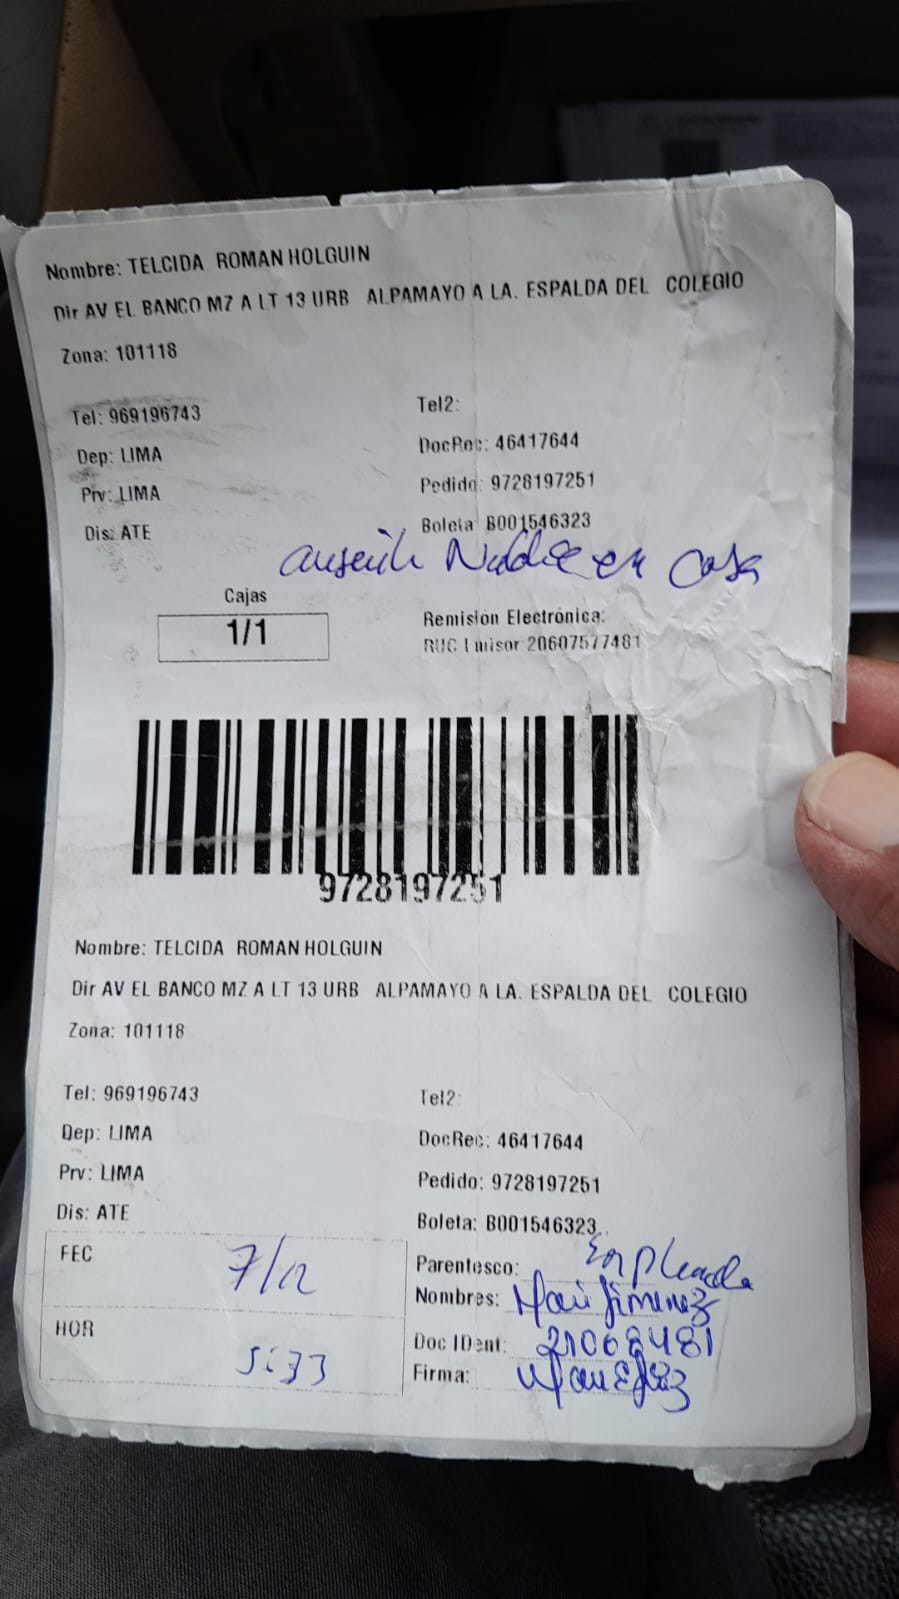 Nombre: TELCIDA ROMAN HOLGUIN
Dir AV EL BANCO MZ A LT 13 URB ALPAMAYO A LA. ESPALDA DEL COLEGIO
Zona: 101118
Tel: 969196743 Tel2:
Dep: LIMA DocRec: 46417644
Prv: LIMA Pedido: 9728197251
Dis: ATE Boleta: B001546323
Nadie en casa
Cajas
1/1
Remisión Electrónica:
RUC Emisor 20607577481
9728197251
Nombre: TELCIDA ROMAN HOLGUIN
Dir AV EL BANCO MZ A LT 13 URB ALPAMAYO A LA. ESPALDA DEL COLEGIO
Zona: 101118
Tel: 969196743 Tel2:
Dep: LIMA DocRec: 46417644
Prv: LIMA Pedido: 9728197251
Dis: ATE Boleta: B001546323
FEC 7/12
Parentesco: Empleada
Nombres: Jimenez
HOR 5:33
Doc IDent: 21068481
Firma: